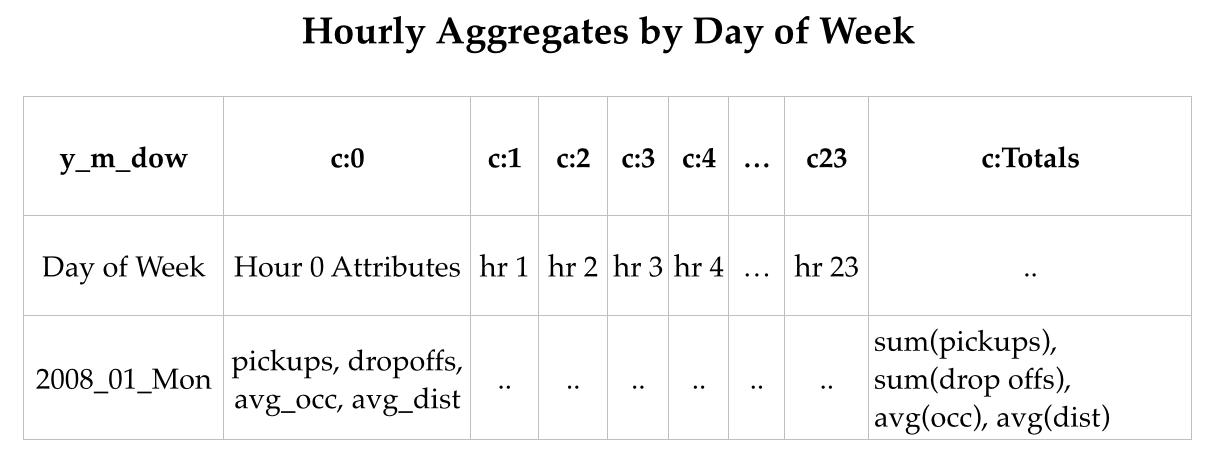 Hourly Aggregates by Day of Week
y_m_dow c:0 c:1 c:2 c:3 c:4 … c23 c:Totals
Day of Week Hour 0 Attributes hr 1 hr 2 hr 3 hr 4 … hr 23 ..
2008_01_Mon pickups, dropoffs, avg_occ, avg_dist .. .. .. .. .. .. sum(pickups), sum(drop offs), avg(occ), avg(dist)